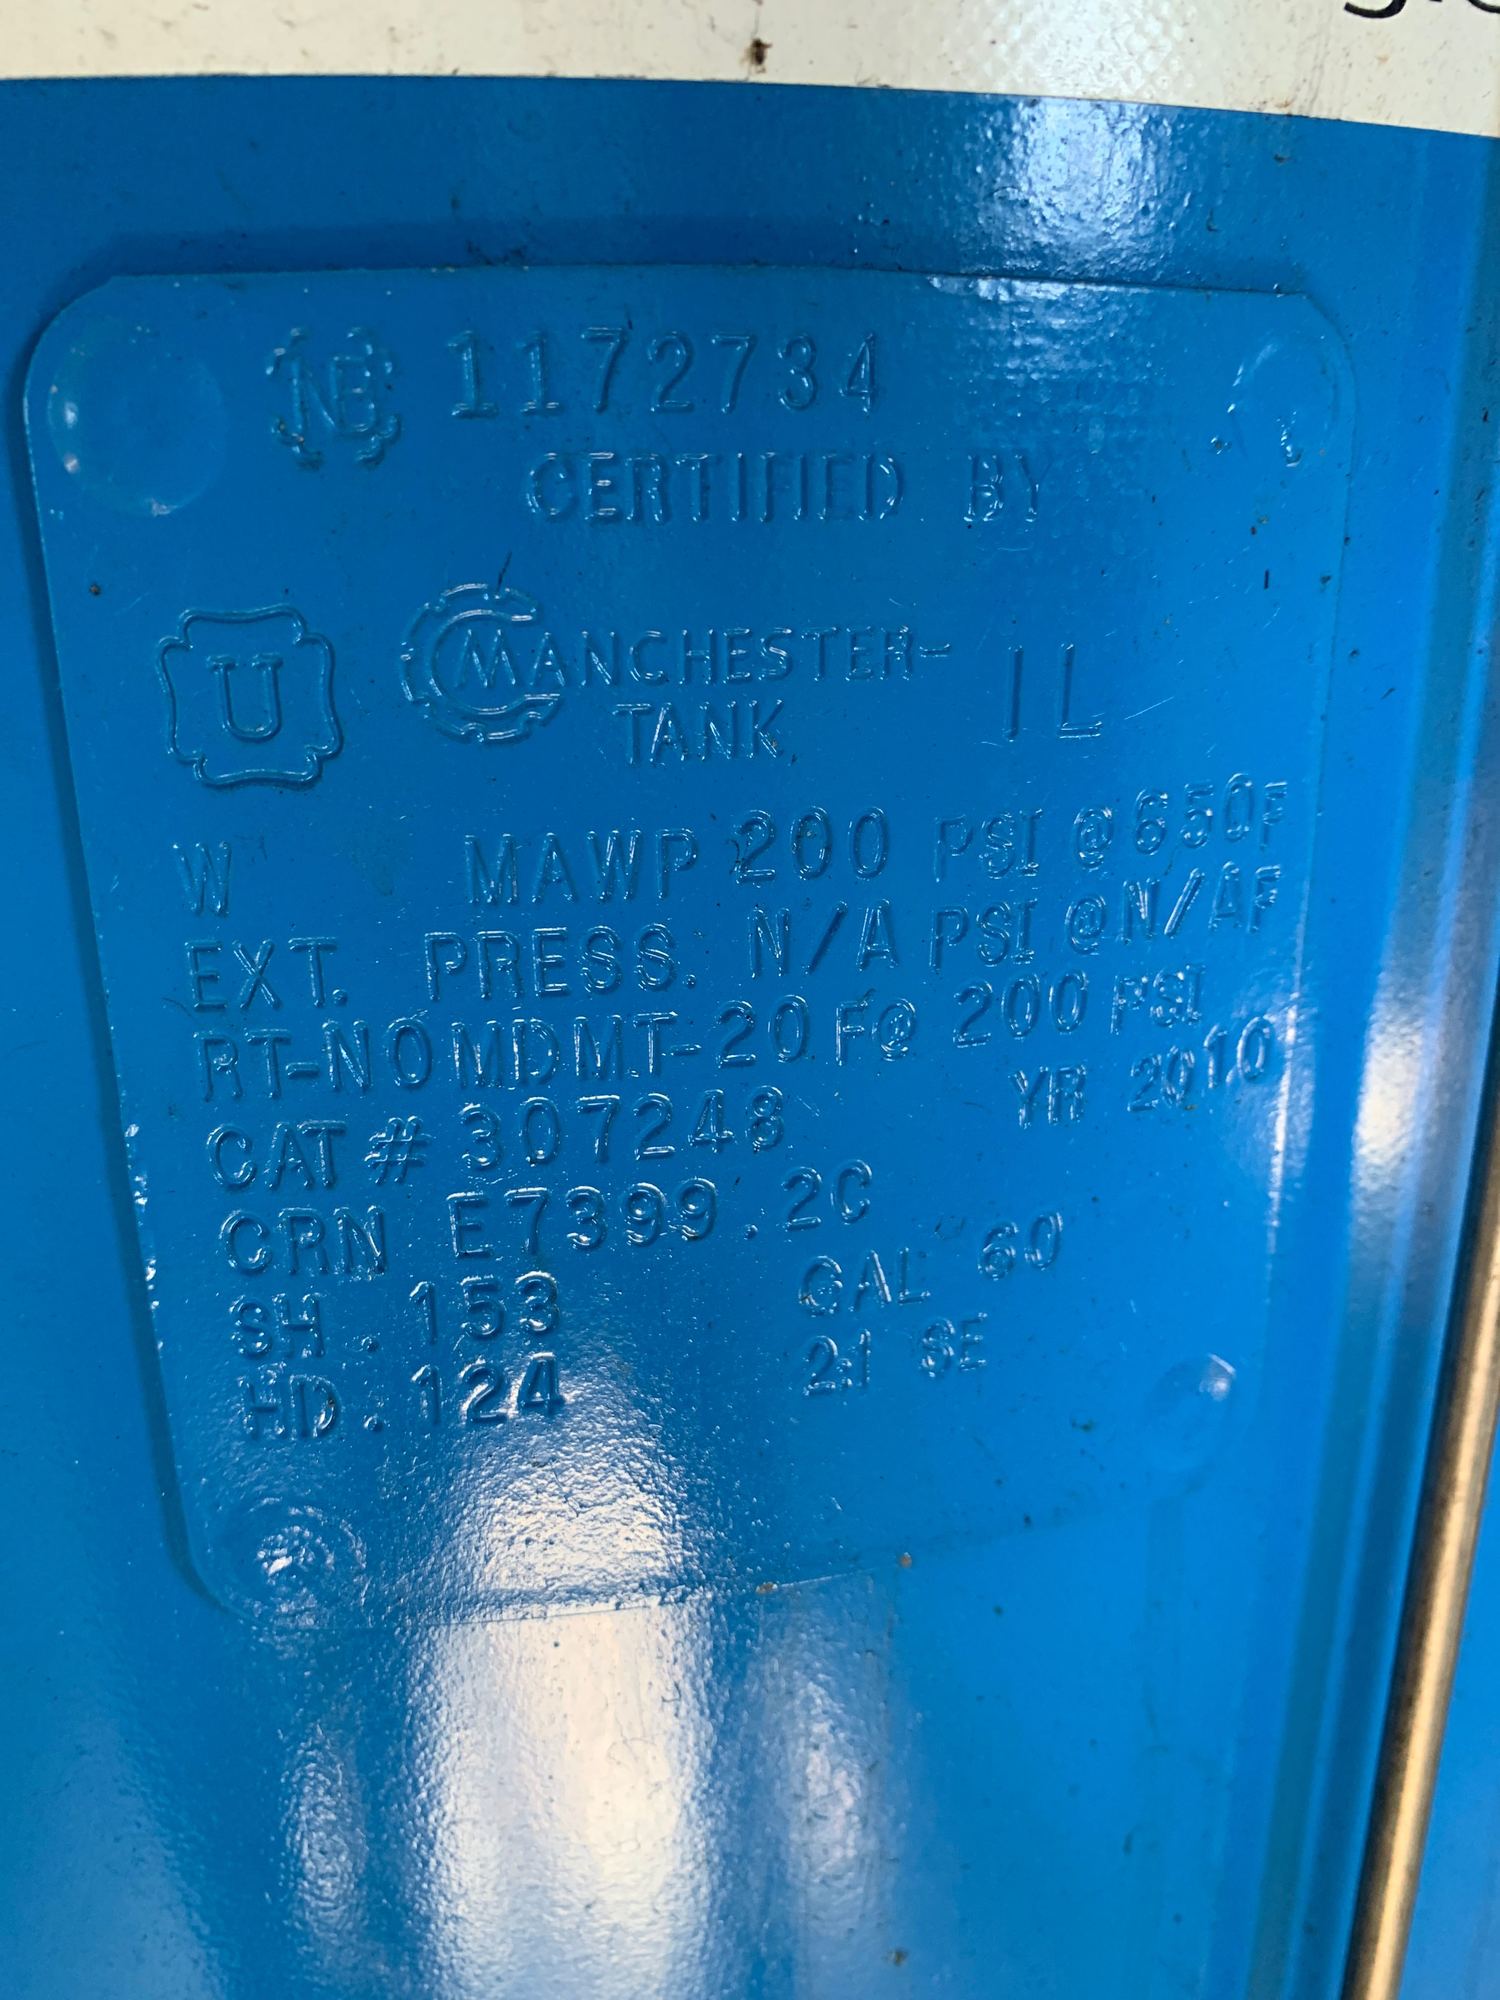 NB 1172734
CERTIFIED BY
U MANCHESTER- IL
TANK
W MAWP 200 PSI @ 650F
EXT. PRESS. N/A PSI @ N/AF
RT-NO MDMT-20 F@ 200 PSI
CAT # 307248 YR 2010
CRN E7399.2C
SH .153 GAL 60
HD .124 2:1 SE